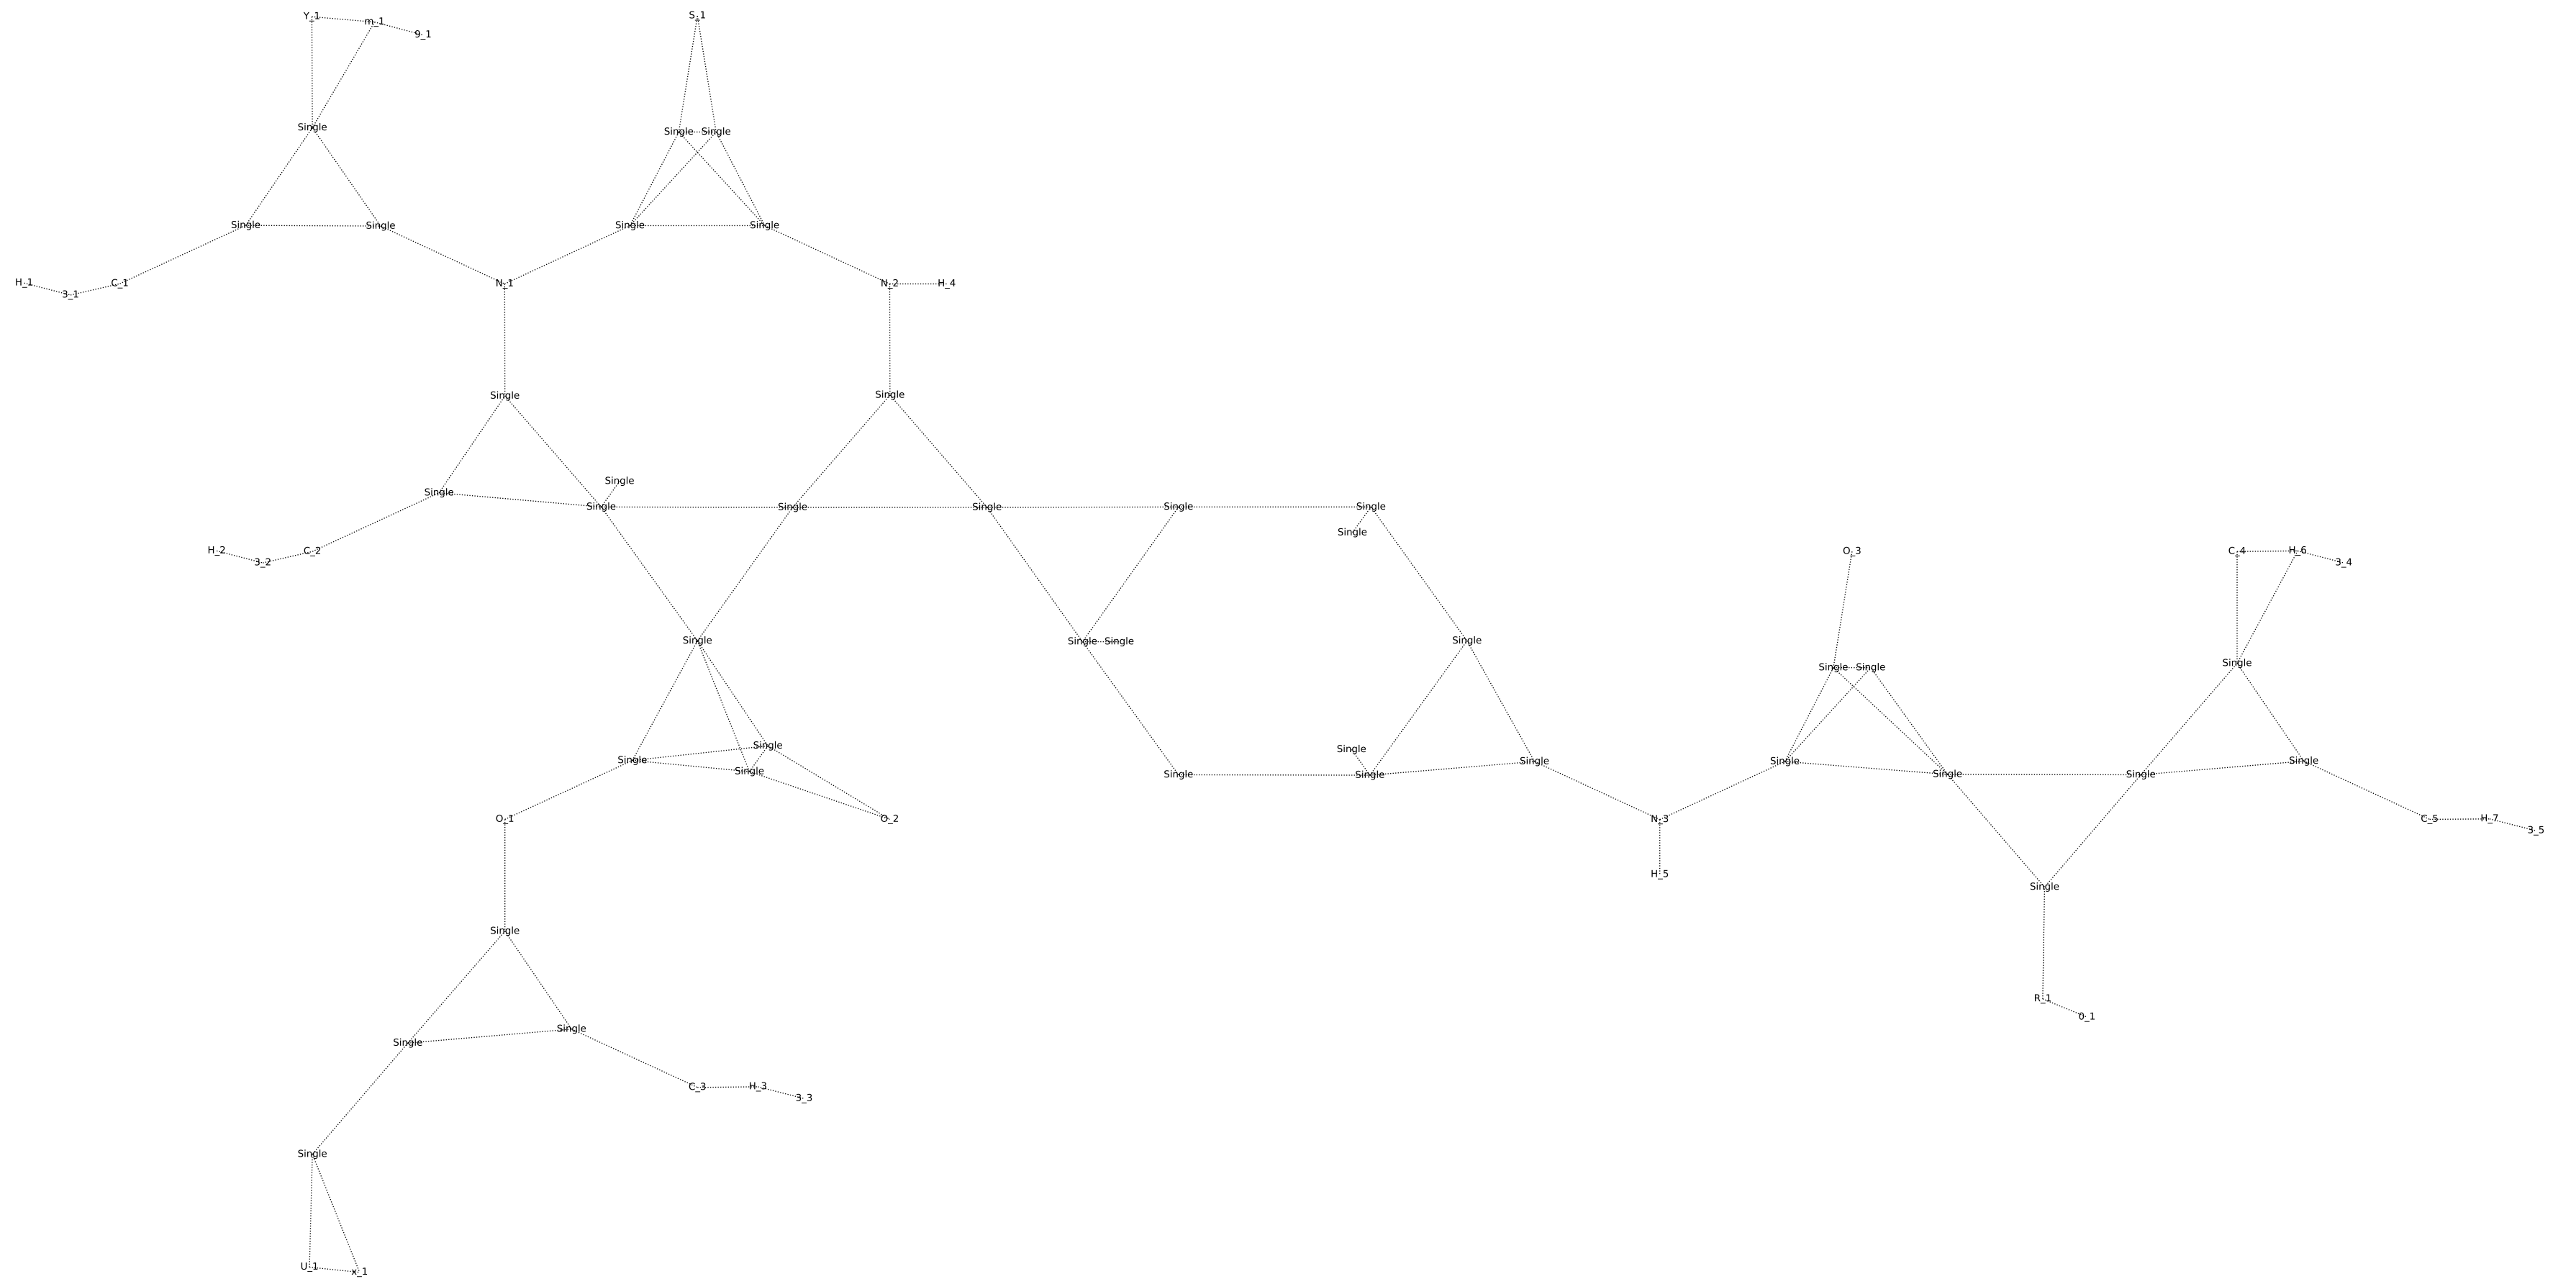 Y_1 m_1 9_1 S_1
Single Single Single
Single Single Single Single
H_1 3_1 C_1 N_1 N_2 H_4
Single Single
Single Single
Single Single Single Single Single
Single
H_2 3_2 C_2 O_3 C_4 H_6 3_4
Single Single Single Single
Single Single Single
Single Single
Single Single Single Single Single
Single Single Single Single Single
O_1 O_2 N_3 C_5 H_7 3_5
H_5
Single
Single
R_1
0_1
Single Single
C_3 H_3 3_3
Single
U_1 x_1